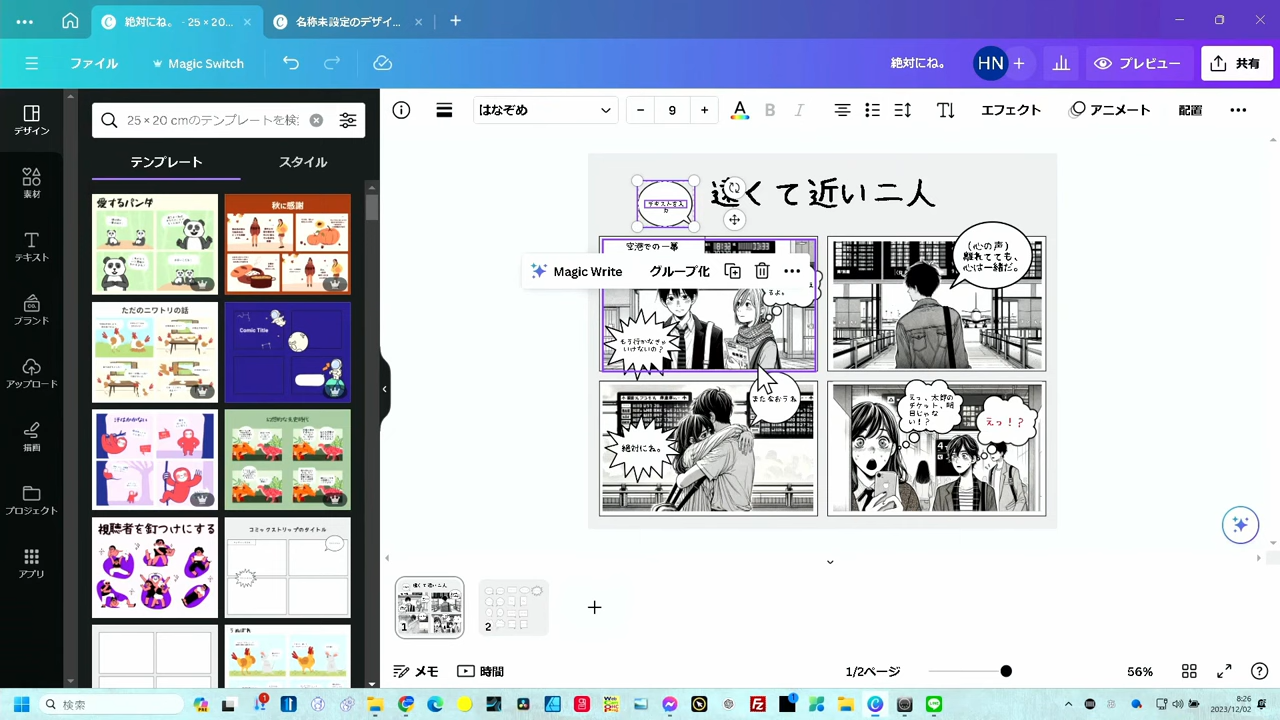 絶対にね。 - 25 × 20...
名称未設定のデザイ...
ファイル
Magic Switch
絶対にね。
HN
プレビュー
共有
デザイン
素材
テキスト
ブランド
アップロード
描画
プロジェクト
アプリ
25×20 cmのテンプレートを検
テンプレート
スタイル
愛するパンダ
秋に感謝
ただのニワトリの話
Comic Title
視聴者を釘つけにする
コミックストリップのタイトル
はなぞめ
9
A
B
I
エフェクト
アニメート
配置
遠くて近い二人
テキストを入力
空港での一幕
Magic Write
グループ化
るよ。
もう行かなきゃ
いけないの?
(心の声)
離れてても、
心は一緒だ。
またあおうね
絶対にね。
えっ、太郎の
チケット、明
日じゃな
い!?
えっ!?
1
2
メモ
時間
1/2ページ
56%
検索
8:26
2023/12/02